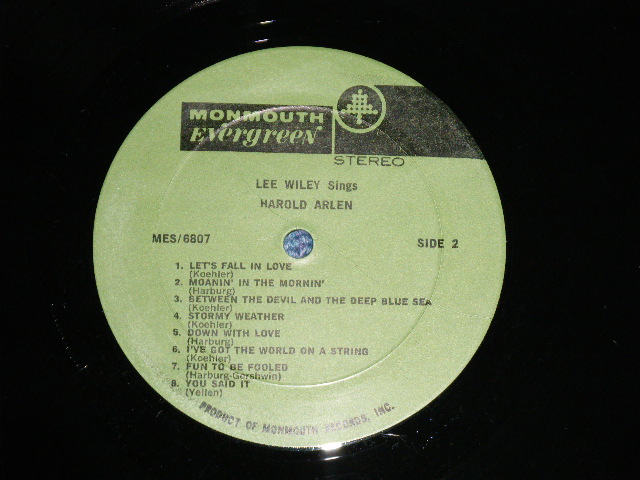 MONMOUTH
Evergreen
STEREO
LEE WILEY Sings
HAROLD ARLEN
MES/6807
SIDE 2
1. LET'S FALL IN LOVE
(Koehler)
2. MOANIN' IN THE MORNIN'
(Harburg)
3. BETWEEN THE DEVIL AND THE DEEP BLUE SEA
(Koehler)
4. STORMY WEATHER
(Koehler)
5. DOWN WITH LOVE
(Harburg)
6. I'VE GOT THE WORLD ON A STRING
(Koehler)
7. FUN TO BE FOOLED
(Harburg-Gershwin)
8. YOU SAID IT
(Yellen)
PRODUCT OF MONMOUTH RECORDS, INC.